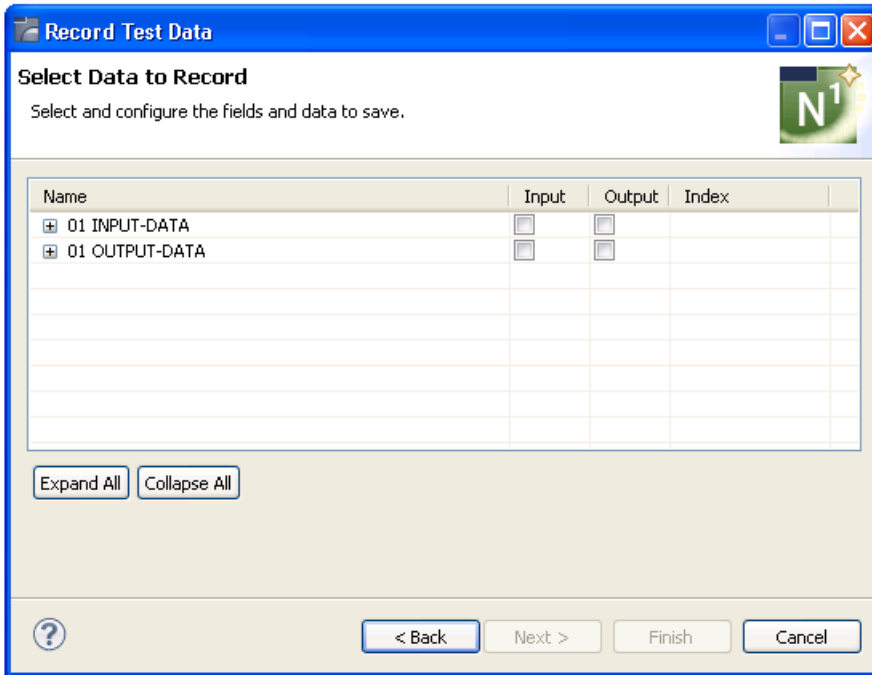 Record Test Data
Select Data to Record
Select and configure the fields and data to save.
N1
Name Input Output Index
01 INPUT-DATA
01 OUTPUT-DATA
Expand All Collapse All
? < Back Next > Finish Cancel